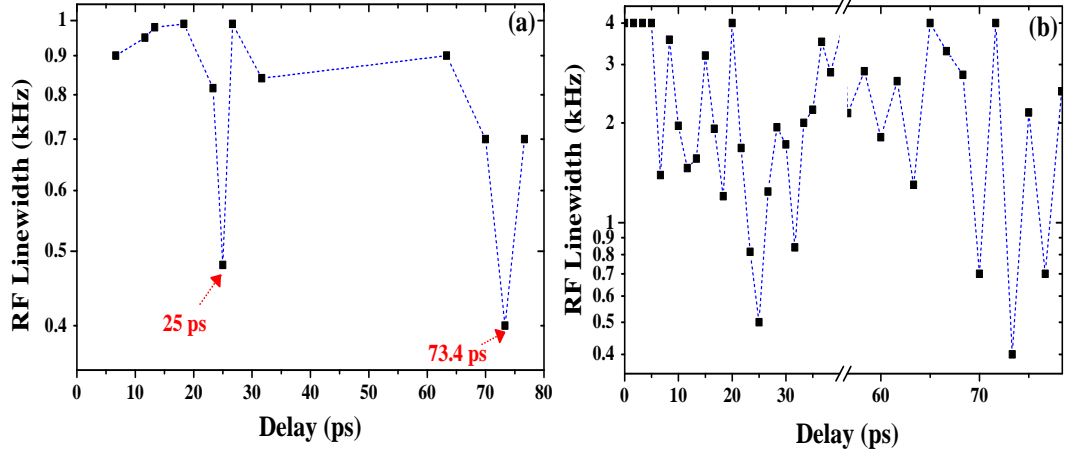 (a)
RF Linewidth (kHz)
1
0.9
0.8
0.7
0.6
0.5
0.4
25 ps
73.4 ps
0 10 20 30 40 50 60 70 80
Delay (ps)
(b)
RF Linewidth (kHz)
4
3
2
1
0.9
0.8
0.7
0.6
0.5
0.4
0 10 20 30 60 70
Delay (ps)